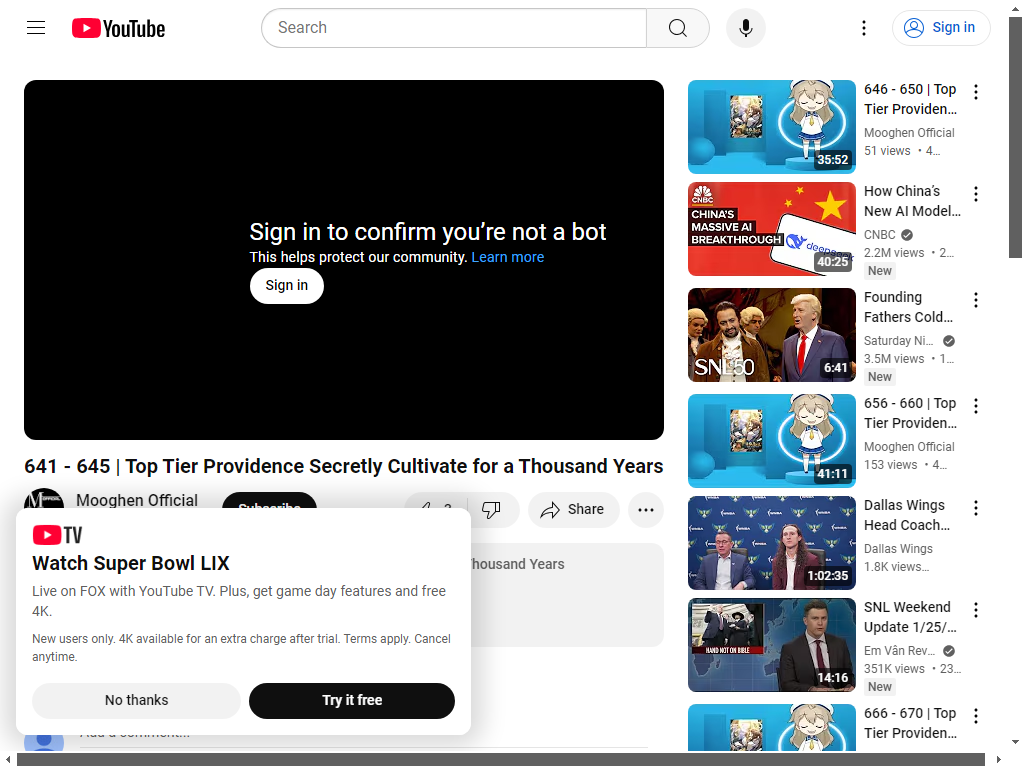 YouTube
Search
Sign in
Sign in to confirm you’re not a bot
This helps protect our community. Learn more
Sign in
641 - 645 | Top Tier Providence Secretly Cultivate for a Thousand Years
Mooghen Official
Subscribe
Share
Thousand Years
TV
Watch Super Bowl LIX
Live on FOX with YouTube TV. Plus, get game day features and free
4K.
New users only. 4K available for an extra charge after trial. Terms apply. Cancel
anytime.
No thanks
Try it free
Add a comment...
35:52
646 - 650 | Top
Tier Providen...
Mooghen Official
51 views • 4...
CNBC
CHINA'S
MASSIVE AI
BREAKTHROUGH
deepseek
40:25
How China’s
New AI Model...
CNBC
2.2M views • 2...
New
SNL50
6:41
Founding
Fathers Cold...
Saturday Ni...
3.5M views • 1...
New
41:11
656 - 660 | Top
Tier Providen...
Mooghen Official
153 views • 4...
1:02:35
Dallas Wings
Head Coach...
Dallas Wings
1.8K views...
HAND NOT ON BIBLE
14:16
SNL Weekend
Update 1/25/...
Em Vân Rev...
351K views • 23...
New
666 - 670 | Top
Tier Providen...